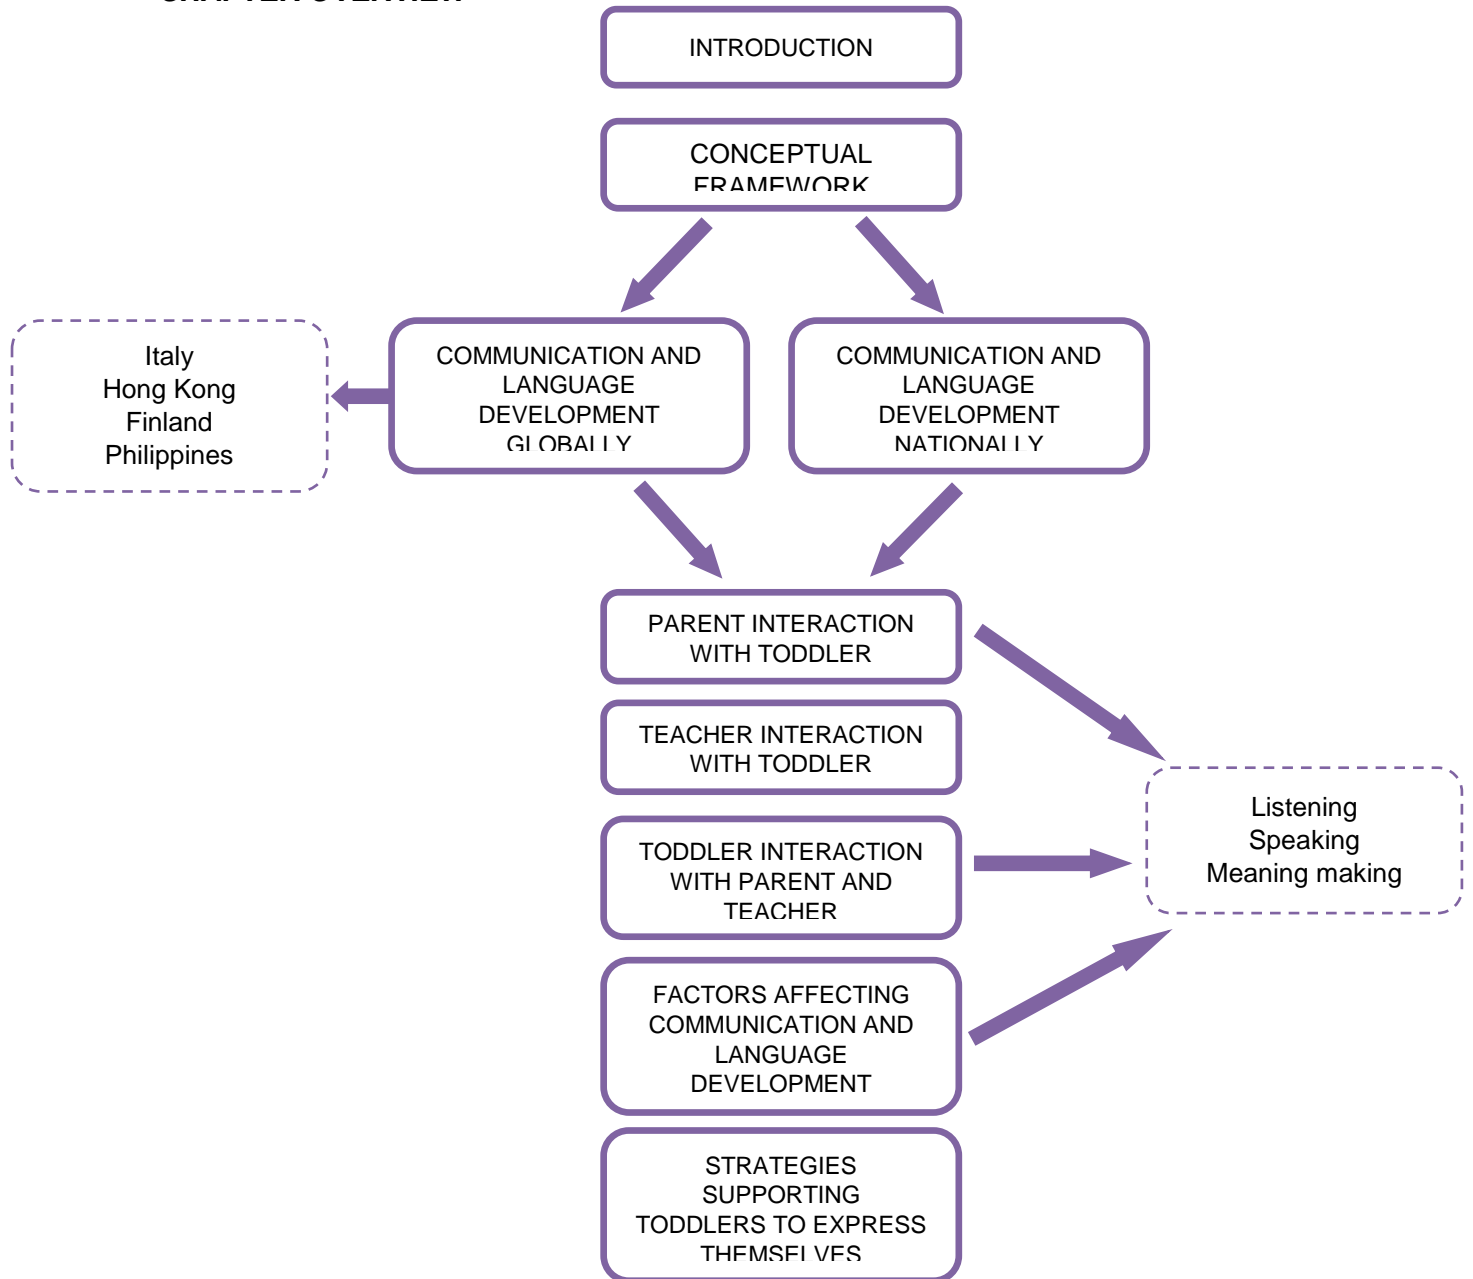 CHAPTER OVERVIEW
INTRODUCTION
CONCEPTUAL
FRAMEWORK
Italy
Hong Kong
Finland
Philippines
COMMUNICATION AND
LANGUAGE
DEVELOPMENT
GLOBALLY
COMMUNICATION AND
LANGUAGE
DEVELOPMENT
NATIONALLY
PARENT INTERACTION
WITH TODDLER
TEACHER INTERACTION
WITH TODDLER
TODDLER INTERACTION
WITH PARENT AND
TEACHER
Listening
Speaking
Meaning making
FACTORS AFFECTING
COMMUNICATION AND
LANGUAGE
DEVELOPMENT
STRATEGIES
SUPPORTING
TODDLERS TO EXPRESS
THEMSELVES